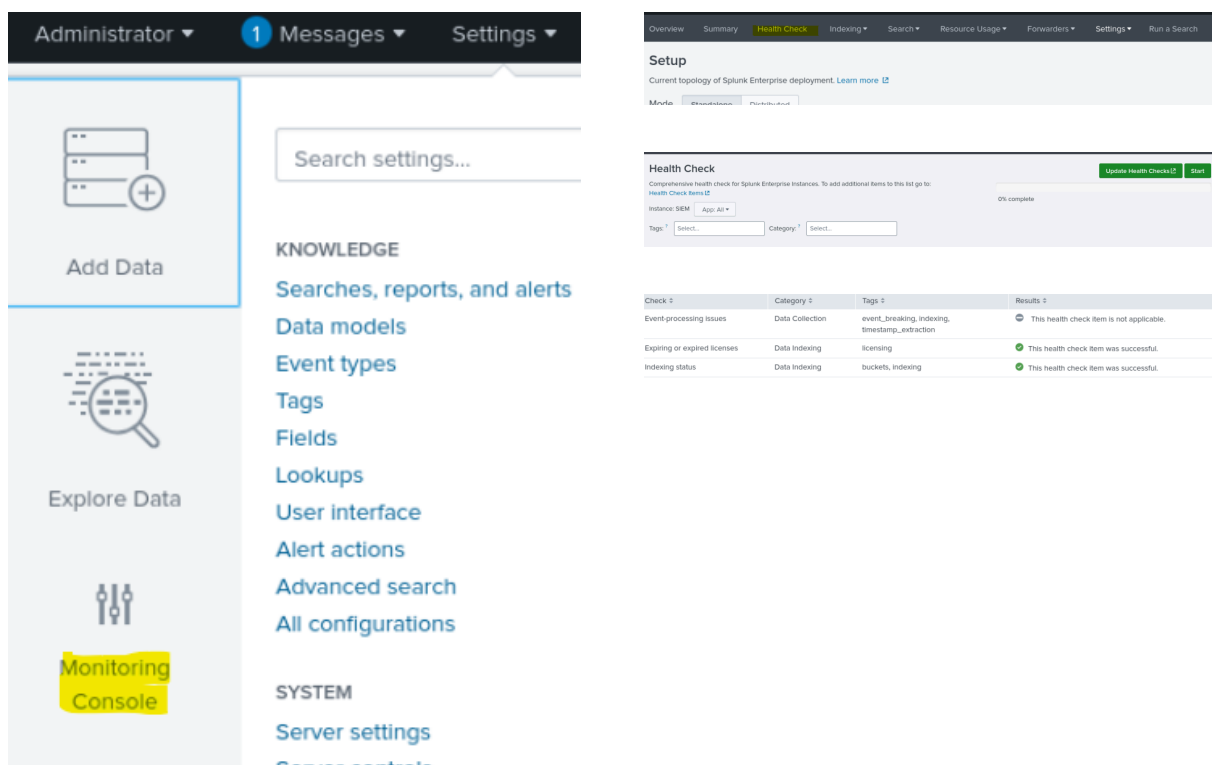 Administrator
1 Messages
Settings
Add Data
Explore Data
Monitoring
Console
Search settings...
KNOWLEDGE
Searches, reports, and alerts
Data models
Event types
Tags
Fields
Lookups
User interface
Alert actions
Advanced search
All configurations
SYSTEM
Server settings
Server controls
Overview Summary Health Check Indexing Search Resource Usage Forwarders Settings Run a Search
Setup
Current topology of Splunk Enterprise deployment. Learn more
Mode Standalone Distributed
Health Check
Update Health Checks Start
Comprehensive health check for Splunk Enterprise Instances. To add additional items to this list go to:
Health Check Items
0% complete
Instance: SIEM App: All
Tags: ? Select... Category: ? Select...
Check Category Tags Results
Event-processing issues Data Collection event_breaking, indexing, This health check item is not applicable.
timestamp_extraction
Expiring or expired licenses Data Indexing licensing This health check item was successful.
Indexing status Data Indexing buckets, indexing This health check item was successful.